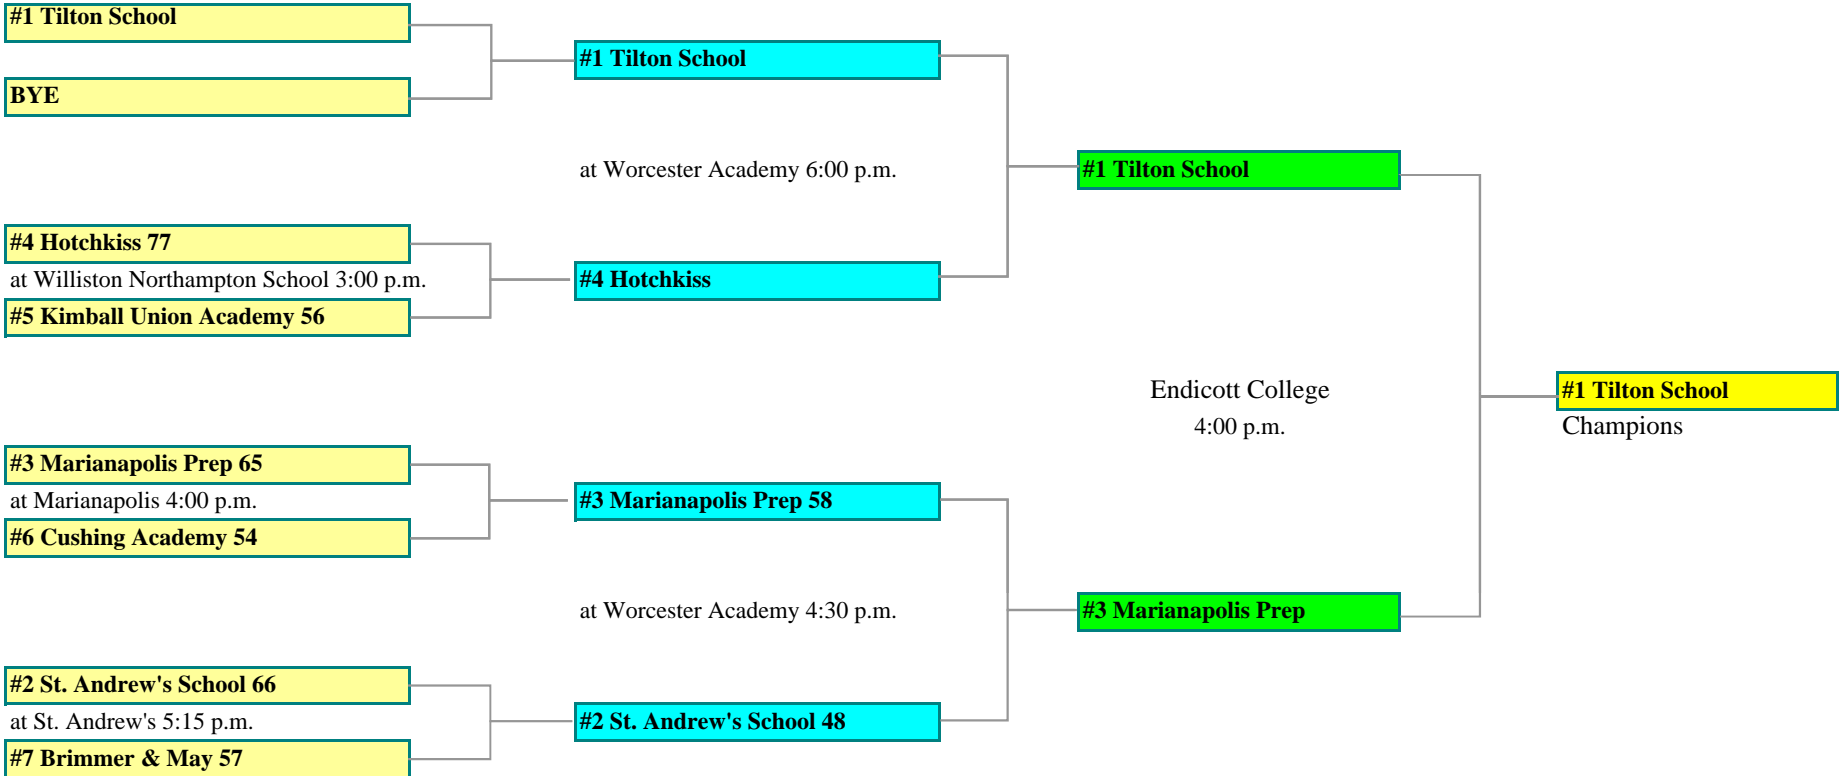 #1 Tilton School
BYE
#4 Hotchkiss 77
at Williston Northampton School 3:00 p.m.
#5 Kimball Union Academy 56
#3 Marianapolis Prep 65
at Marianapolis 4:00 p.m.
#6 Cushing Academy 54
#2 St. Andrew's School 66
at St. Andrew's 5:15 p.m.
#7 Brimmer & May 57
#1 Tilton School
at Worcester Academy 6:00 p.m.
#4 Hotchkiss
#3 Marianapolis Prep 58
at Worcester Academy 4:30 p.m.
#2 St. Andrew's School 48
#1 Tilton School
Endicott College
4:00 p.m.
#3 Marianapolis Prep
#1 Tilton School
Champions